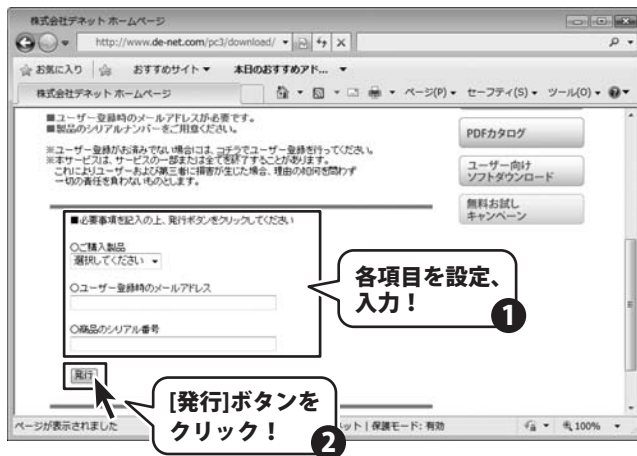 株式会社デネット ホームページ
http://www.de-net.com/pc3/download/
お気に入り おすすめサイト▼ 本日のおすすめアド... ▼
株式会社デネット ホームページ ページ(P)▼ セーフティ(S)▼ ツール(O)▼
■ユーザー登録時のメールアドレスが必要です。
■製品のシリアルナンバーをご用意ください。
※ユーザー登録がお済みでない場合には、コチラでユーザー登録を行ってください。
※本サービスは、サービスの一部または全てを終了することがあります。
これによりユーザーおよび第三者に損害が生じた場合、理由の如何を問わず
一切の責任を負わないものとします。
PDFカタログ
ユーザー向け
ソフトダウンロード
無料お試し
キャンペーン
■必要事項を記入の上、発行ボタンをクリックしてください
○ご購入製品
選択してください
○ユーザー登録時のメールアドレス
○商品のシリアル番号
発行
各項目を設定、
入力！
1
[発行]ボタンを
クリック！
2
ページが表示されました ット | 保護モード: 有効 100%